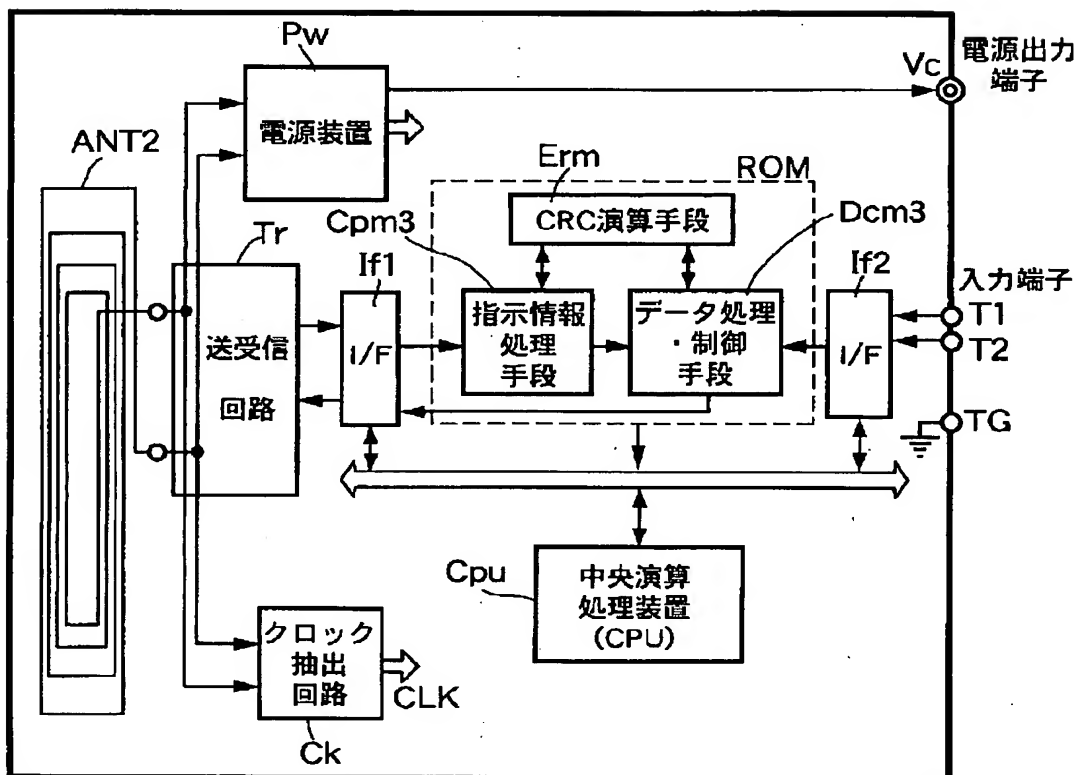 Pw
電源装置
Vc
電源出力
端子
ANT2
Tr
送受信
回路
If1
I/F
Cpm3
指示情報
処理
手段
Erm
CRC演算手段
ROM
Dcm3
データ処理
・制御
手段
If2
I/F
入力端子
T1
T2
TG
Cpu
中央演算
処理装置
(CPU)
クロック
抽出
回路
CLK
Ck